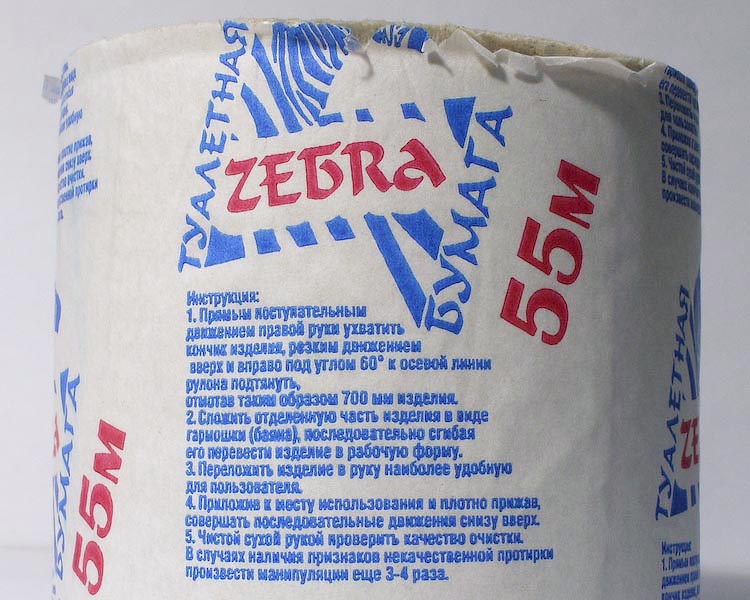 ТУАЛЕТНАЯ
ZEBRA
БУМАГА
55м
Инструкция:
1. Прямым поступательным
движением правой руки ухватить
кончик изделия, резким движением
вверх и вправо под углом 60° к осевой линии
рулона подтянуть,
отмотав таким образом 700 мм изделия.
2. Сложить отделенную часть изделия в виде
гармошки (баяна), последовательно сгибая
его перевести изделие в рабочую форму.
3. Переложить изделие в руку наиболее удобную
для пользователя.
4. Приложив к месту использования и плотно прижав,
совершать последовательные движения снизу вверх.
5. Чистой сухой рукой проверить качество очистки.
В случаях наличия признаков некачественной протирки
произвести манипуляции еще 3-4 раза.
БУМАГА
55м
ТУАЛЕТНАЯ
ZE